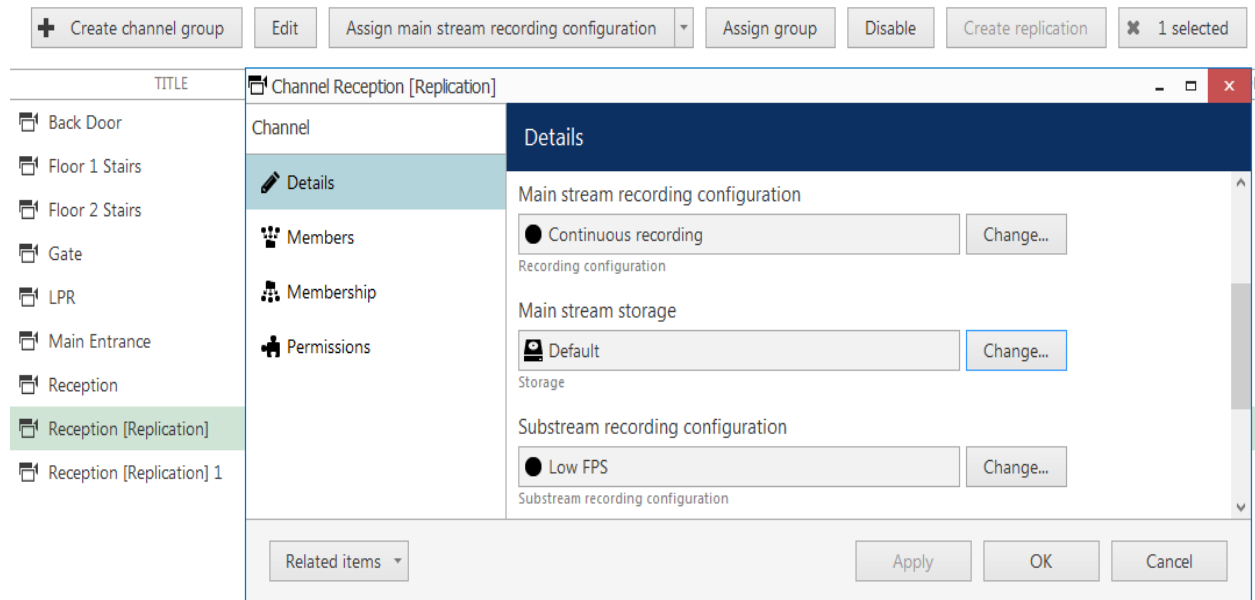 Create channel group Edit Assign main stream recording configuration Assign group Disable Create replication 1 selected
TITLE
Back Door
Floor 1 Stairs
Floor 2 Stairs
Gate
LPR
Main Entrance
Reception
Reception [Replication]
Reception [Replication] 1
Channel Reception [Replication]
Channel
Details
Members
Membership
Permissions
Details
Main stream recording configuration
Continuous recording Change...
Recording configuration
Main stream storage
Default Change...
Storage
Substream recording configuration
Low FPS Change...
Substream recording configuration
Related items Apply OK Cancel